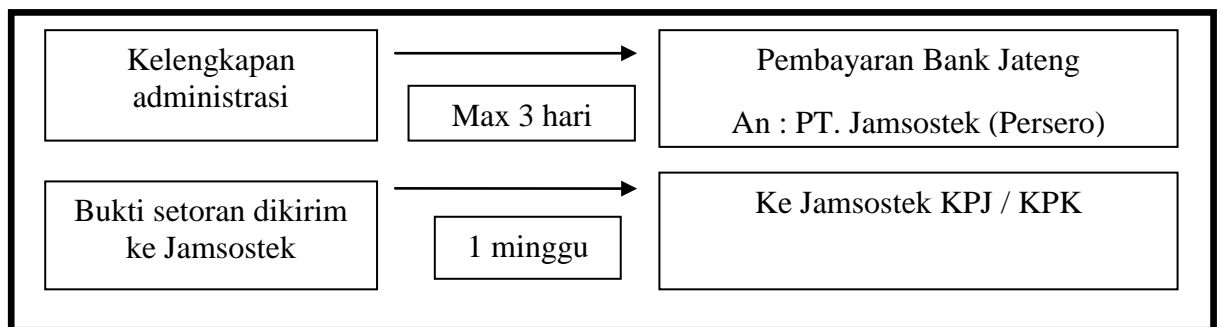 Kelengkapan
administrasi
Max 3 hari
Pembayaran Bank Jateng
An : PT. Jamsostek (Persero)
Bukti setoran dikirim
ke Jamsostek
1 minggu
Ke Jamsostek KPJ / KPK